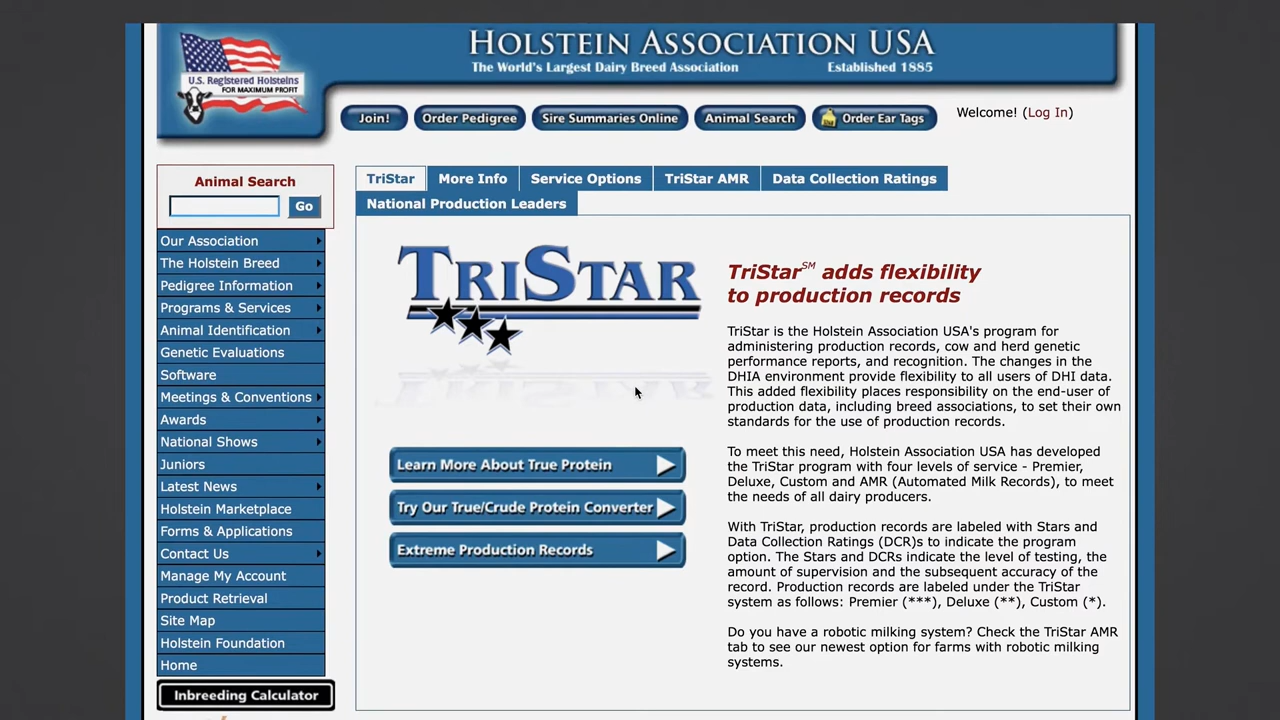 HOLSTEIN ASSOCIATION USA
The World's Largest Dairy Breed Association Established 1885
U.S. Registered Holsteins
FOR MAXIMUM PROFIT
Join! Order Pedigree Sire Summaries Online Animal Search Order Ear Tags Welcome! (Log In)
Animal Search
Go
Our Association
The Holstein Breed
Pedigree Information
Programs & Services
Animal Identification
Genetic Evaluations
Software
Meetings & Conventions
Awards
National Shows
Juniors
Latest News
Holstein Marketplace
Forms & Applications
Contact Us
Manage My Account
Product Retrieval
Site Map
Holstein Foundation
Home
Inbreeding Calculator
TriStar More Info Service Options TriStar AMR Data Collection Ratings
National Production Leaders
TRISTAR
Learn More About True Protein
Try Our True/Crude Protein Converter
Extreme Production Records
TriStar℠ adds flexibility
to production records
TriStar is the Holstein Association USA's program for
administering production records, cow and herd genetic
performance reports, and recognition. The changes in the
DHIA environment provide flexibility to all users of DHI data.
This added flexibility places responsibility on the end-user of
production data, including breed associations, to set their own
standards for the use of production records.
To meet this need, Holstein Association USA has developed
the TriStar program with four levels of service - Premier,
Deluxe, Custom and AMR (Automated Milk Records), to meet
the needs of all dairy producers.
With TriStar, production records are labeled with Stars and
Data Collection Ratings (DCR)s to indicate the program
option. The Stars and DCRs indicate the level of testing, the
amount of supervision and the subsequent accuracy of the
record. Production records are labeled under the TriStar
system as follows: Premier (***), Deluxe (**), Custom (*).
Do you have a robotic milking system? Check the TriStar AMR
tab to see our newest option for farms with robotic milking
systems.